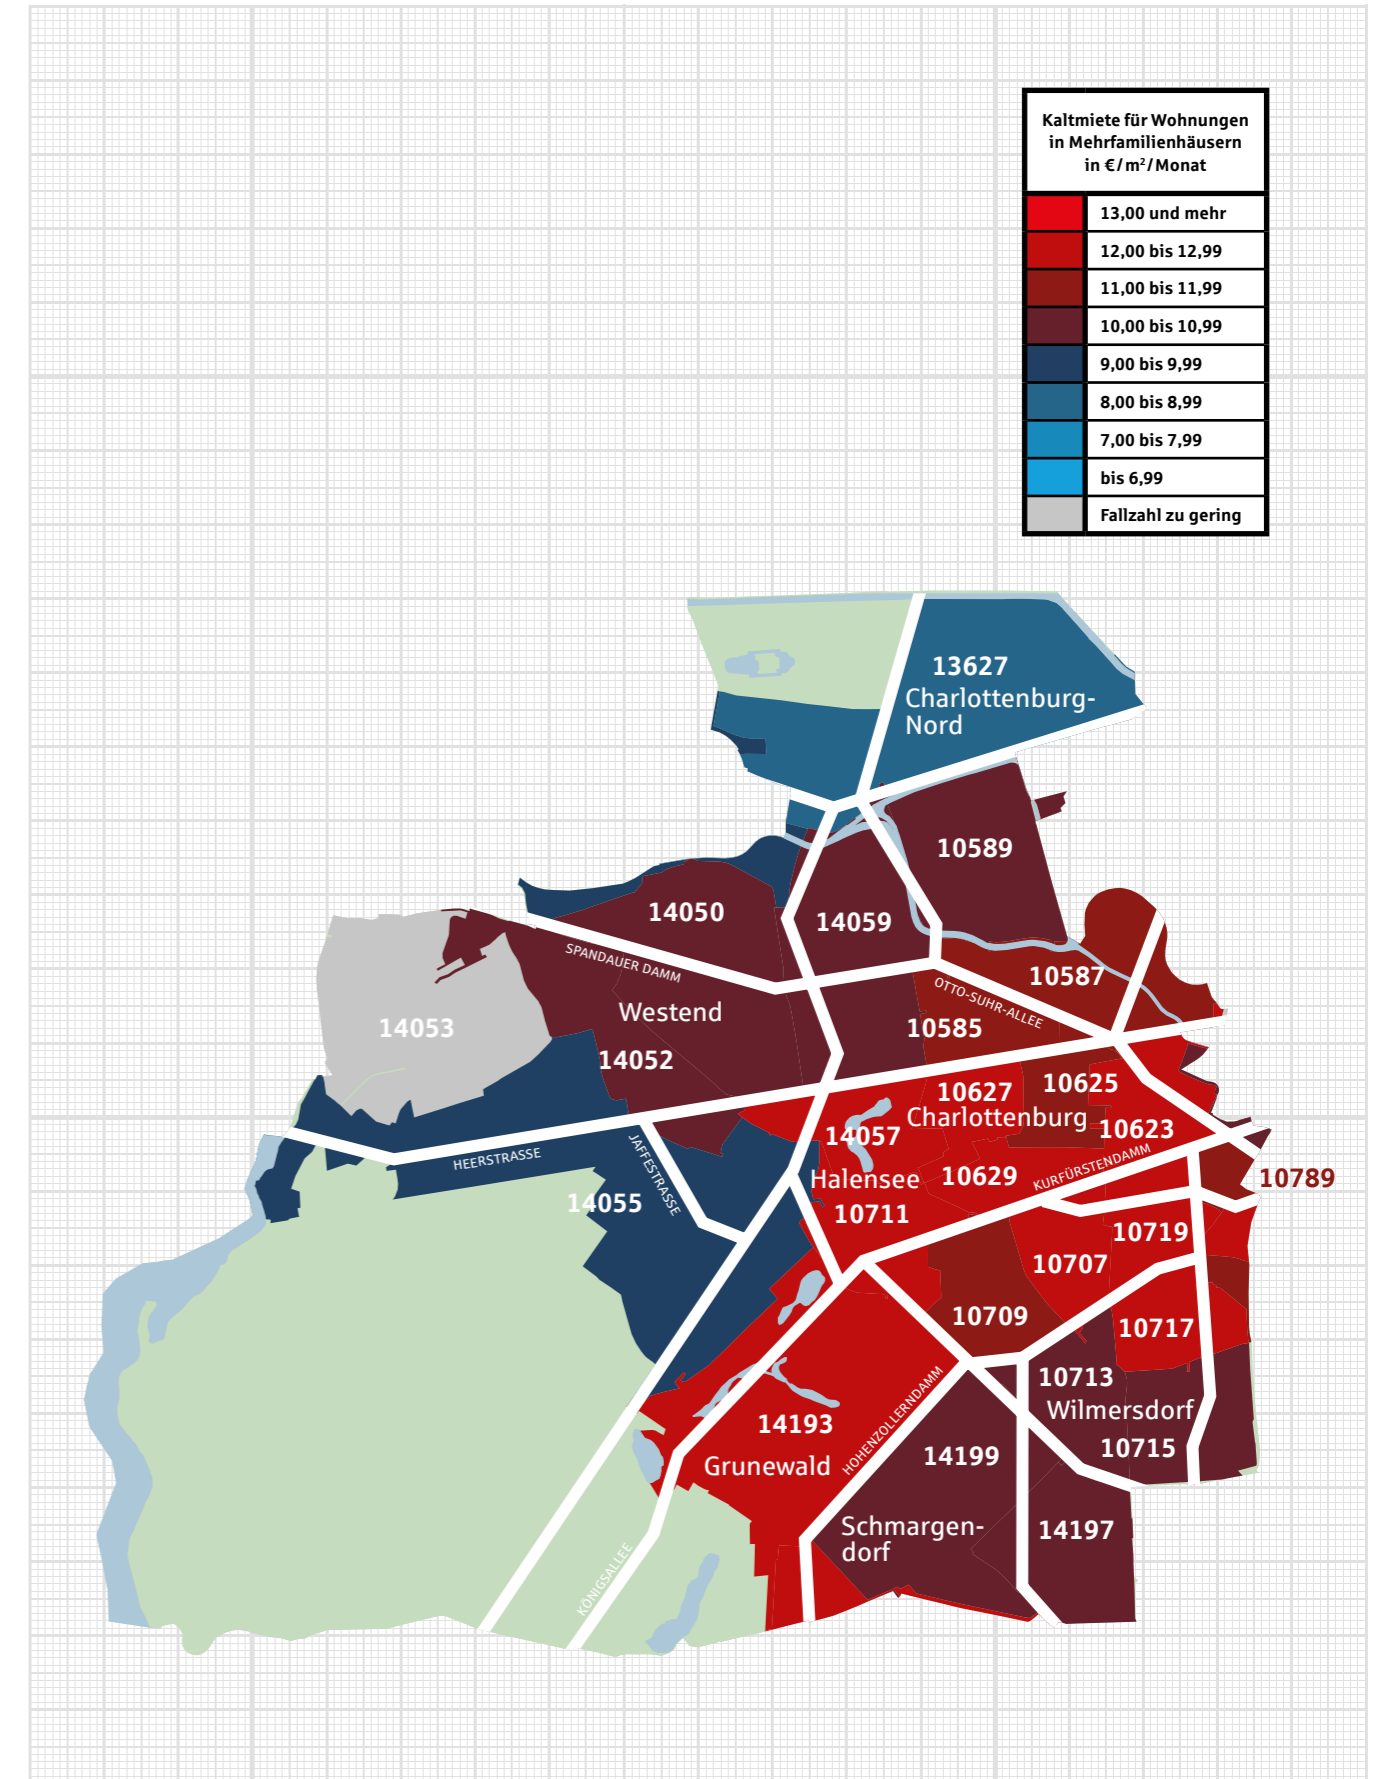 Kaltmiete für Wohnungen
in Mehrfamilienhäusern
in €/m²/Monat
13,00 und mehr
12,00 bis 12,99
11,00 bis 11,99
10,00 bis 10,99
9,00 bis 9,99
8,00 bis 8,99
7,00 bis 7,99
bis 6,99
Fallzahl zu gering
13627
Charlottenburg-
Nord
10589
14050
14059
SPANDAUER DAMM
10587
OTTO-SUHR-ALLEE
Westend
14053
10585
14052
10627
10625
Charlottenburg
14057
10623
HEERSTRASSE
JAFFESTRASSE
Halensee
10629
KURFÜRSTENDAMM
10789
14055
10711
10719
10707
10709
10717
10713
Wilmersdorf
14193
HOHENZOLLERNDAMM
10715
Grunewald
14199
Schmargen-
dorf
14197
KÖNIGSALLEE